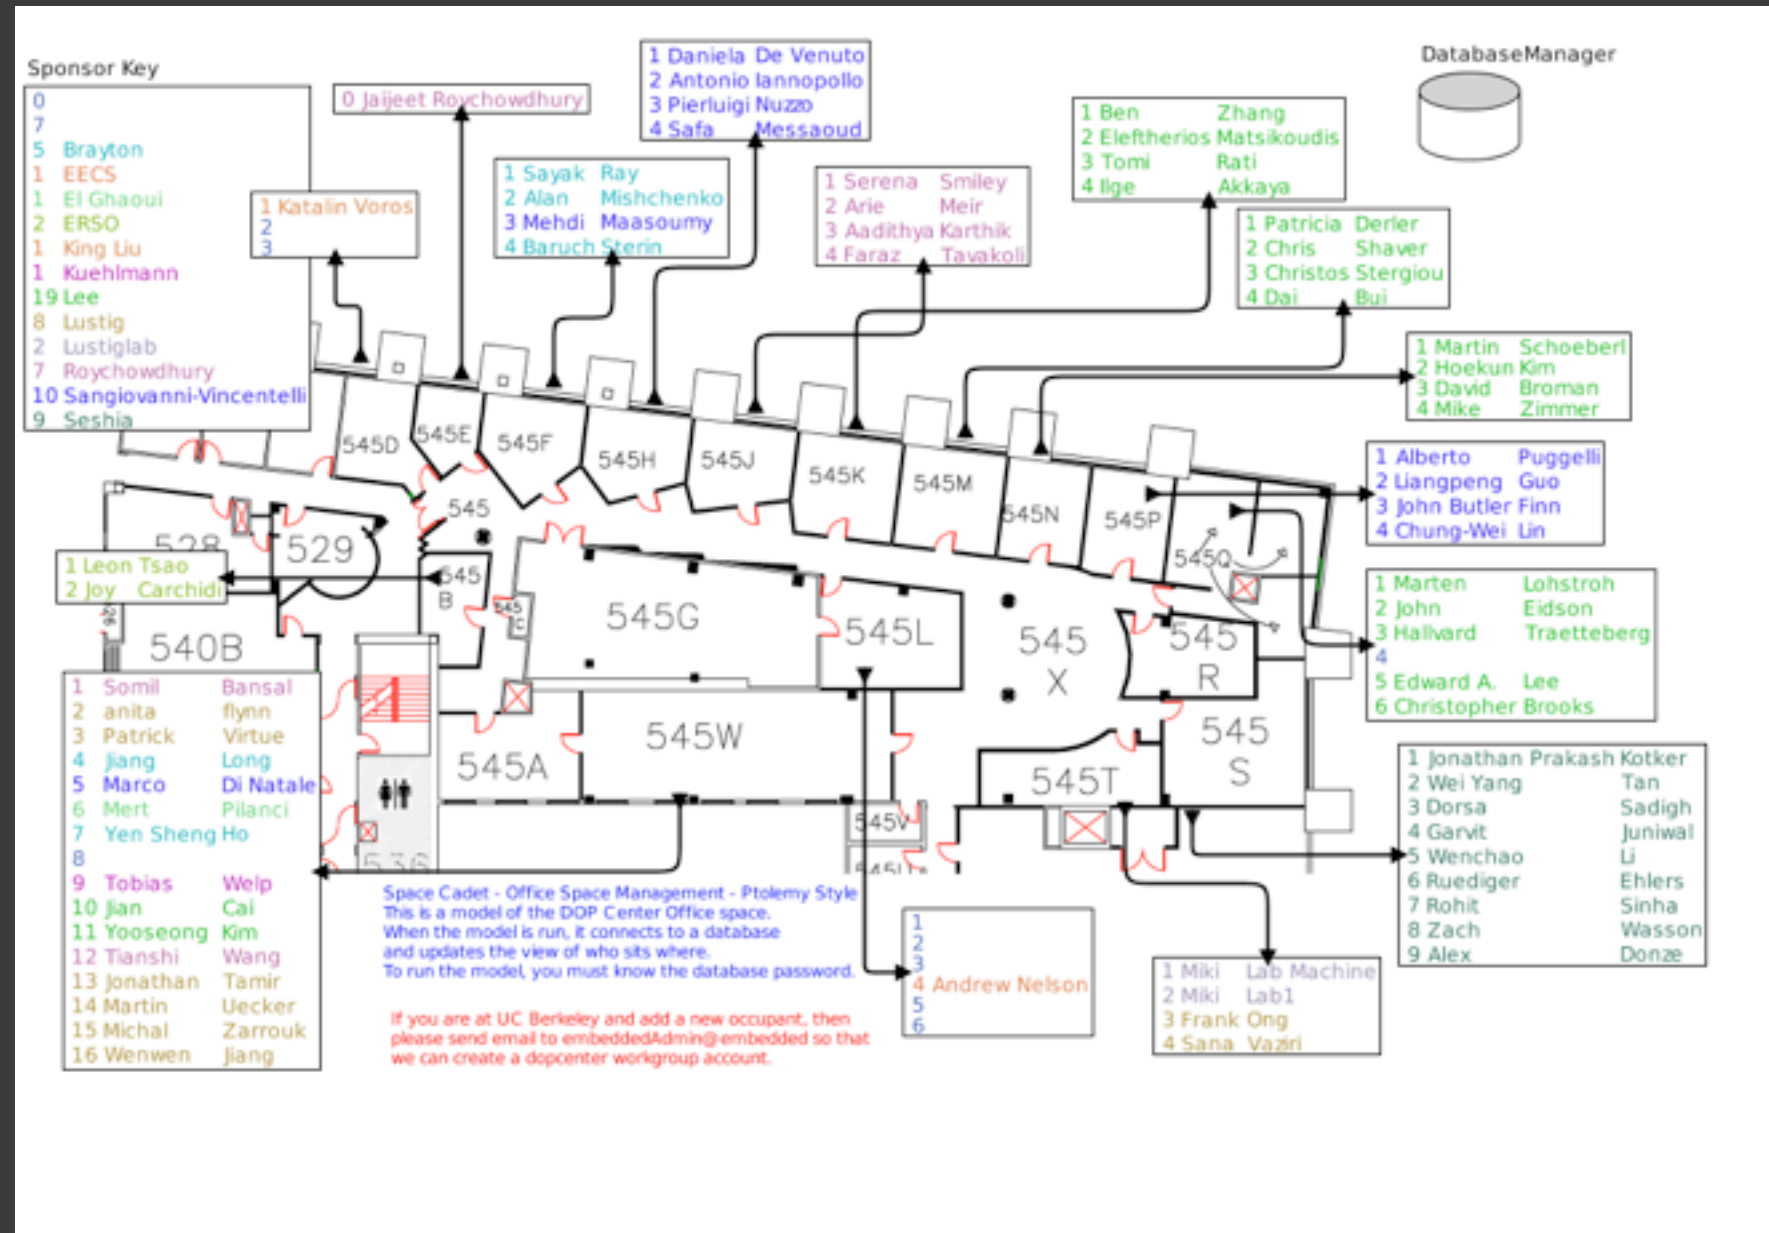 Sponsor Key
0
7
5 Brayton
1 EECS
1 El Ghaoui
2 ERSO
1 King Liu
1 Kuehlmann
19 Lee
8 Lustig
2 Lustiglab
7 Roychowdhury
10 Sangiovanni-Vincentelli
9 Seshia
0 Jaijeet Roychowdhury
1 Katalin Voros
2
3
1 Daniela De Venuto
2 Antonio Iannopollo
3 Pierluigi Nuzzo
4 Safa Messaoud
1 Sayak Ray
2 Alan Mishchenko
3 Mehdi Maasoumy
4 Baruch Sterin
1 Serena Smiley
2 Arie Meir
3 Aadithya Karthik
4 Faraz Tavakoli
1 Ben Zhang
2 Eleftherios Matsikoudis
3 Tomi Rati
4 Ilge Akkaya
DatabaseManager
1 Patricia Derler
2 Chris Shaver
3 Christos Stergiou
4 Dai Bui
1 Martin Schoeberl
2 Hoekun Kim
3 David Broman
4 Mike Zimmer
1 Alberto Puggelli
2 Liangpeng Guo
3 John Butler Finn
4 Chung-Wei Lin
1 Marten Lohstroh
2 John Eidson
3 Hallvard Traetteberg
4
5 Edward A. Lee
6 Christopher Brooks
1 Jonathan Prakash Kotker
2 Wei Yang Tan
3 Dorsa Sadigh
4 Garvit Juniwal
5 Wenchao Li
6 Ruediger Ehlers
7 Rohit Sinha
8 Zach Wasson
9 Alex Donze
545D
545E
545F
545H
545J
545K
545M
545N
545P
545Q
545
528
529
545
B
545
C
545G
545L
545
X
545
R
540B
545A
545W
545T
545
S
545V
545U
536
1 Leon Tsao
2 Joy Carchidi
1 Somil Bansal
2 anita flynn
3 Patrick Virtue
4 Jiang Long
5 Marco Di Natale
6 Mert Pilanci
7 Yen Sheng Ho
8
9 Tobias Welp
10 Jian Cai
11 Yooseong Kim
12 Tianshi Wang
13 Jonathan Tamir
14 Martin Uecker
15 Michal Zarrouk
16 Wenwen Jiang
Space Cadet - Office Space Management - Ptolemy Style
This is a model of the DOP Center Office space.
When the model is run, it connects to a database
and updates the view of who sits where.
To run the model, you must know the database password.
If you are at UC Berkeley and add a new occupant, then
please send email to embeddedAdmin@embedded so that
we can create a dopcenter workgroup account.
1
2
3
4 Andrew Nelson
5
6
1 Miki Lab Machine
2 Miki Lab1
3 Frank Ong
4 Sana Vaziri